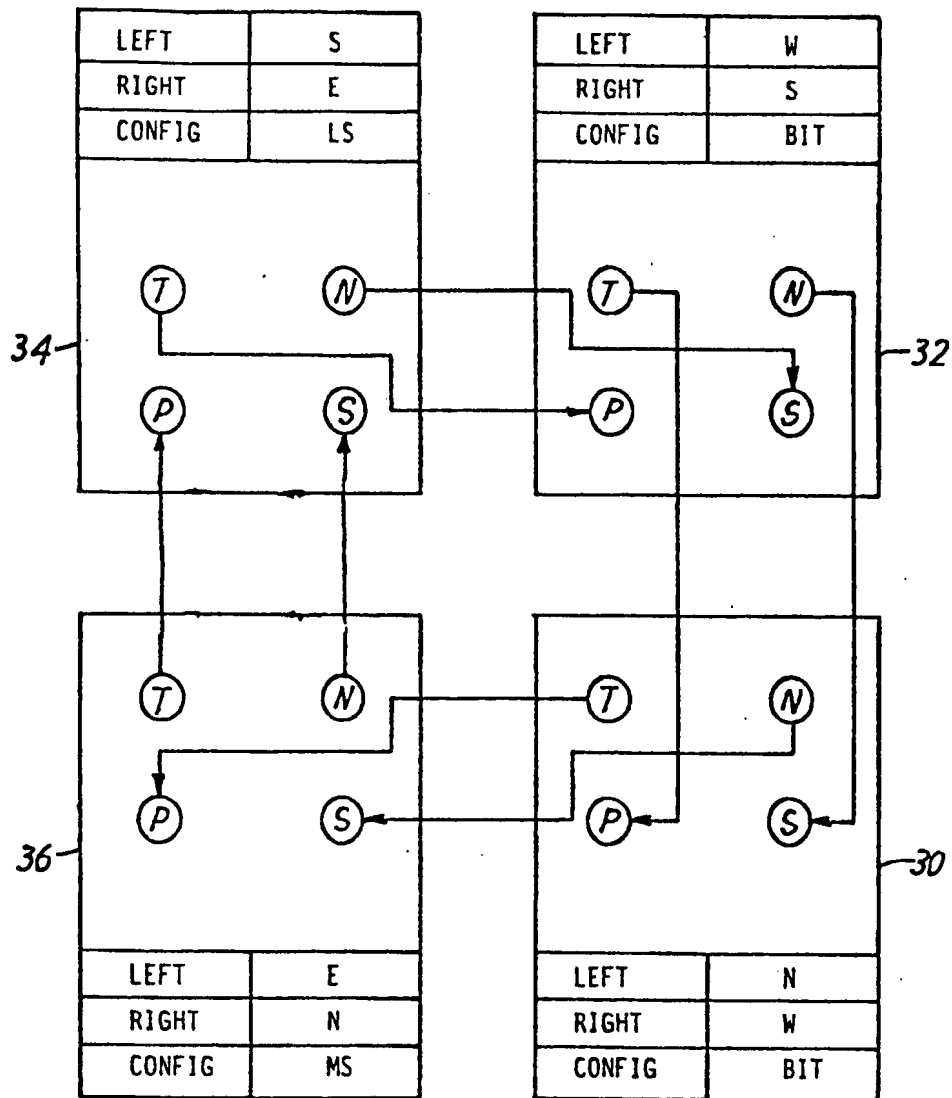 LEFT S
RIGHT E
CONFIG LS
LEFT W
RIGHT S
CONFIG BIT
T N
T N
34
32
P S
P S
T N
T N
P S
P S
36
30
LEFT E
RIGHT N
CONFIG MS
LEFT N
RIGHT W
CONFIG BIT